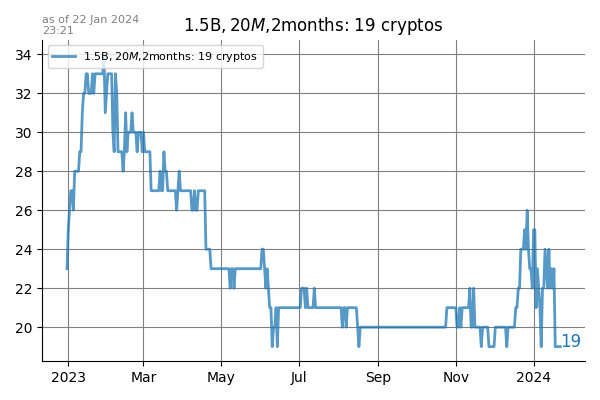 as of 22 Jan 2024
23:21
1.5B, 20M,2months: 19 cryptos
1.5B, 20M,2months: 19 cryptos
34
32
30
28
26
24
22
20
19
2023 Mar May Jul Sep Nov 2024